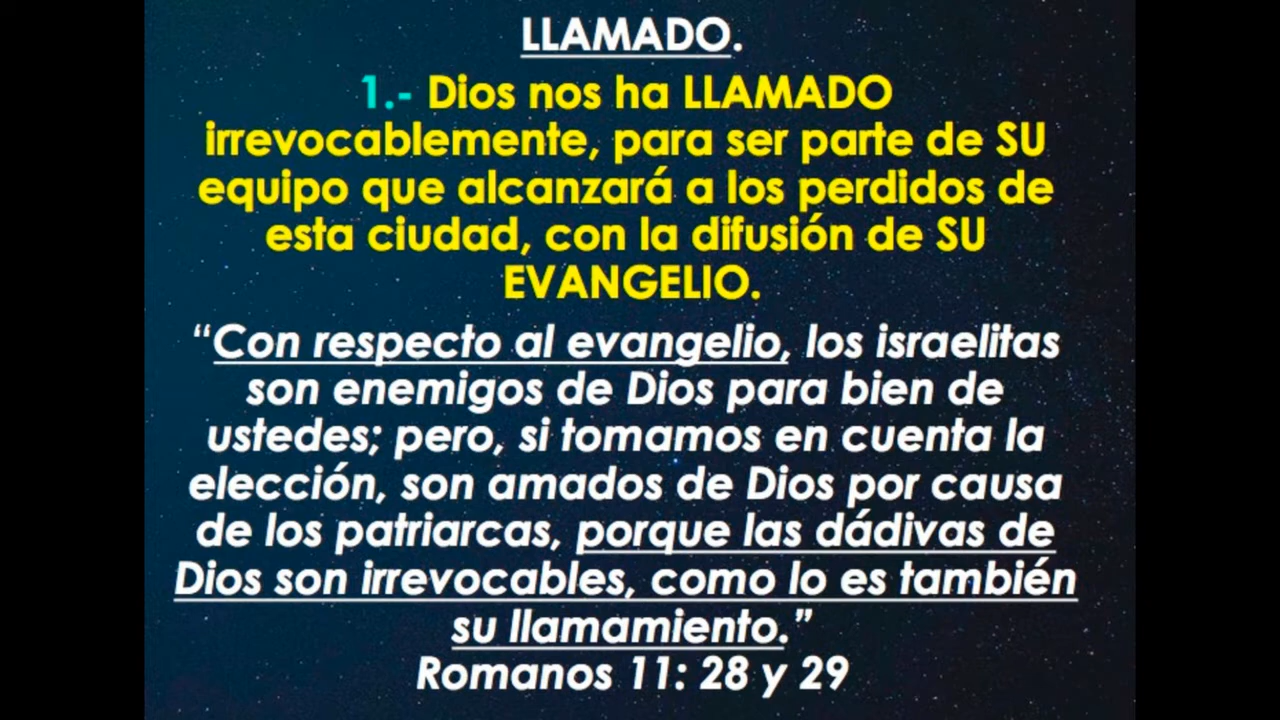 LLAMADO.
1.- Dios nos ha LLAMADO
irrevocablemente, para ser parte de SU
equipo que alcanzará a los perdidos de
esta ciudad, con la difusión de SU
EVANGELIO.
“Con respecto al evangelio, los israelitas
son enemigos de Dios para bien de
ustedes; pero, si tomamos en cuenta la
elección, son amados de Dios por causa
de los patriarcas, porque las dádivas de
Dios son irrevocables, como lo es también
su llamamiento.”
Romanos 11: 28 y 29